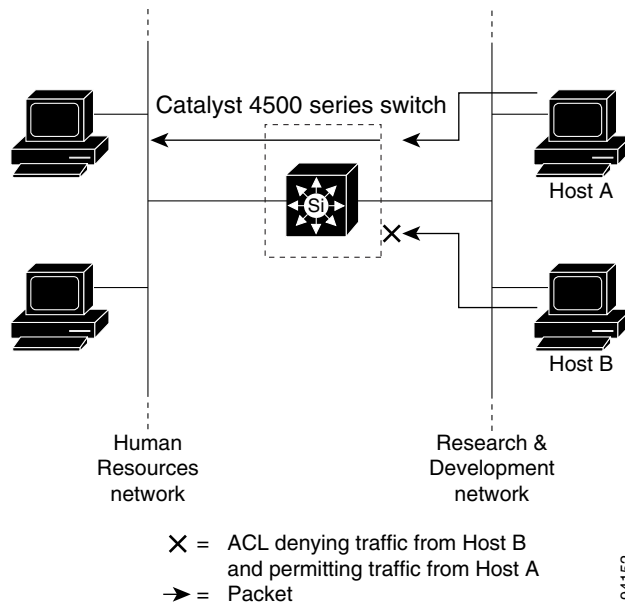 Catalyst 4500 series switch
Si
Host A
Host B
Human
Resources
network
Research &
Development
network
X = ACL denying traffic from Host B
and permitting traffic from Host A
= Packet